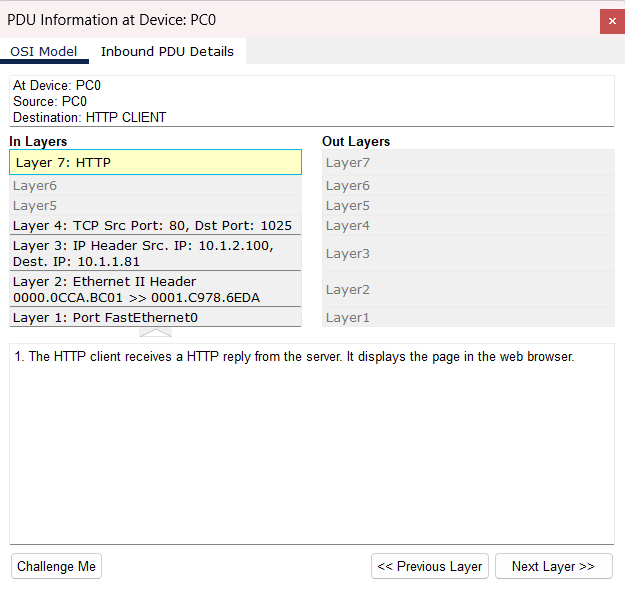 PDU Information at Device: PC0
×
OSI Model Inbound PDU Details
At Device: PC0
Source: PC0
Destination: HTTP CLIENT
In Layers
Layer 7: HTTP
Layer6
Layer5
Layer 4: TCP Src Port: 80, Dst Port: 1025
Layer 3: IP Header Src. IP: 10.1.2.100,
Dest. IP: 10.1.1.81
Layer 2: Ethernet II Header
0000.0CCA.BC01 >> 0001.C978.6EDA
Layer 1: Port FastEthernet0
Out Layers
Layer7
Layer6
Layer5
Layer4
Layer3
Layer2
Layer1
1. The HTTP client receives a HTTP reply from the server. It displays the page in the web browser.
Challenge Me
<< Previous Layer
Next Layer >>